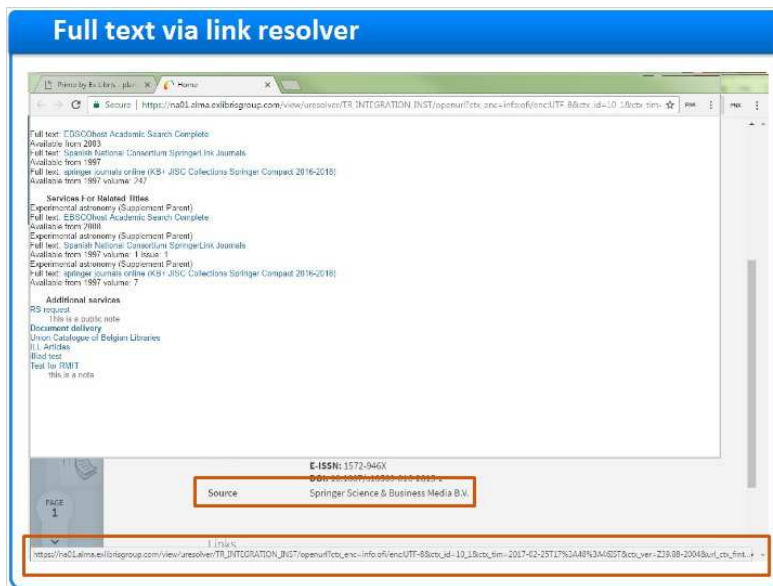 Full text via link resolver
Primo by Ex Libris - plan
Home
Secure | https://na01.alma.exlibrisgroup.com/view/uresolver/TR_INTEGRATION_INST/openurl?ctx_enc=info:ofi/enc:UTF-8&ctx_id=10_1&ctx_tim-
Full text: EBSCOhost Academic Search Complete
Available from 2003
Full text: Spanish National Consortium SpringerLink Journals
Available from 1997
Full text: springer journals online (KB+ JISC Collections Springer Compact 2016-2018)
Available from 1997 volume: 247
Services For Related Titles
Experimental astronomy (Supplement Parent)
Full text: EBSCOhost Academic Search Complete
Available from 2000
Experimental astronomy (Supplement Parent)
Full text: Spanish National Consortium SpringerLink Journals
Available from 1997 volume: 1 issue: 1
Experimental astronomy (Supplement Parent)
Full text: springer journals online (KB+ JISC Collections Springer Compact 2016-2018)
Available from 1997 volume: 7
Additional services
RS request
This is a public note
Document delivery
Union Catalogue of Belgian Libraries
ILL Articles
Illiad test
Test for RMIT
this is a note
E-ISSN: 1572-946X
DOI:
Source Springer Science & Business Media B.V.
PAGE
1
Links
https://na01.alma.exlibrisgroup.com/view/uresolver/TR_INTEGRATION_INST/openurl?ctx_enc=info:ofi/enc:UTF-8&ctx_id=10_1&ctx_tim=2017-02-25T17%3A48%3A46IST&ctx_ver=Z39.88-2004&url_ctx_fmt...